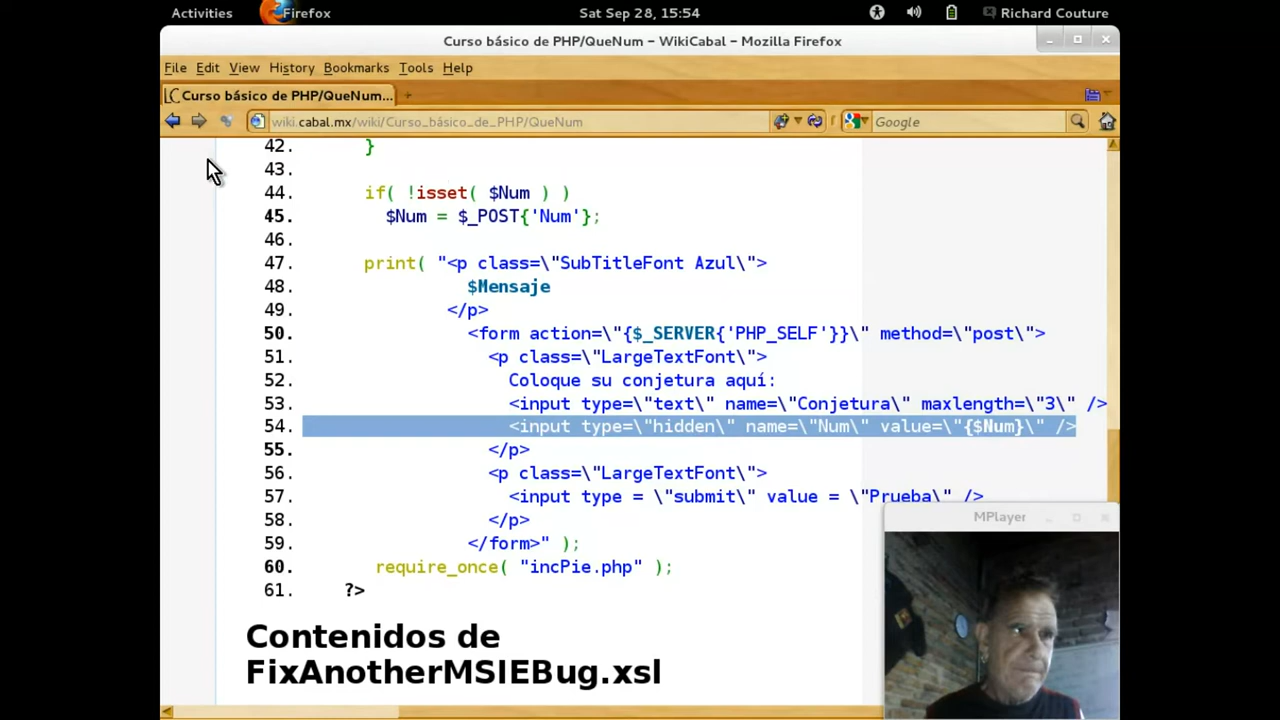 Activities Firefox Sat Sep 28, 15:54 Richard Couture
Curso básico de PHP/QueNum - WikiCabal - Mozilla Firefox
File Edit View History Bookmarks Tools Help
Curso básico de PHP/QueNum...
wiki.cabal.mx/wiki/Curso_básico_de_PHP/QueNum Google
42. }
43.
44. if( !isset( $Num ) )
45. $Num = $_POST{'Num'};
46.
47. print( "<p class=\"SubTitleFont Azul\">
48. $Mensaje
49. </p>
50. <form action=\"{$_SERVER{'PHP_SELF'}}\" method=\"post\">
51. <p class=\"LargeTextFont\">
52. Coloque su conjetura aquí:
53. <input type=\"text\" name=\"Conjetura\" maxlength=\"3\" />
54. <input type=\"hidden\" name=\"Num\" value=\"{$Num}\" />
55. </p>
56. <p class=\"LargeTextFont\">
57. <input type = \"submit\" value = \"Prueba\" />
58. </p>
59. </form>" );
60. require_once( "incPie.php" );
61. ?>
MPlayer
Contenidos de
FixAnotherMSIEBug.xsl